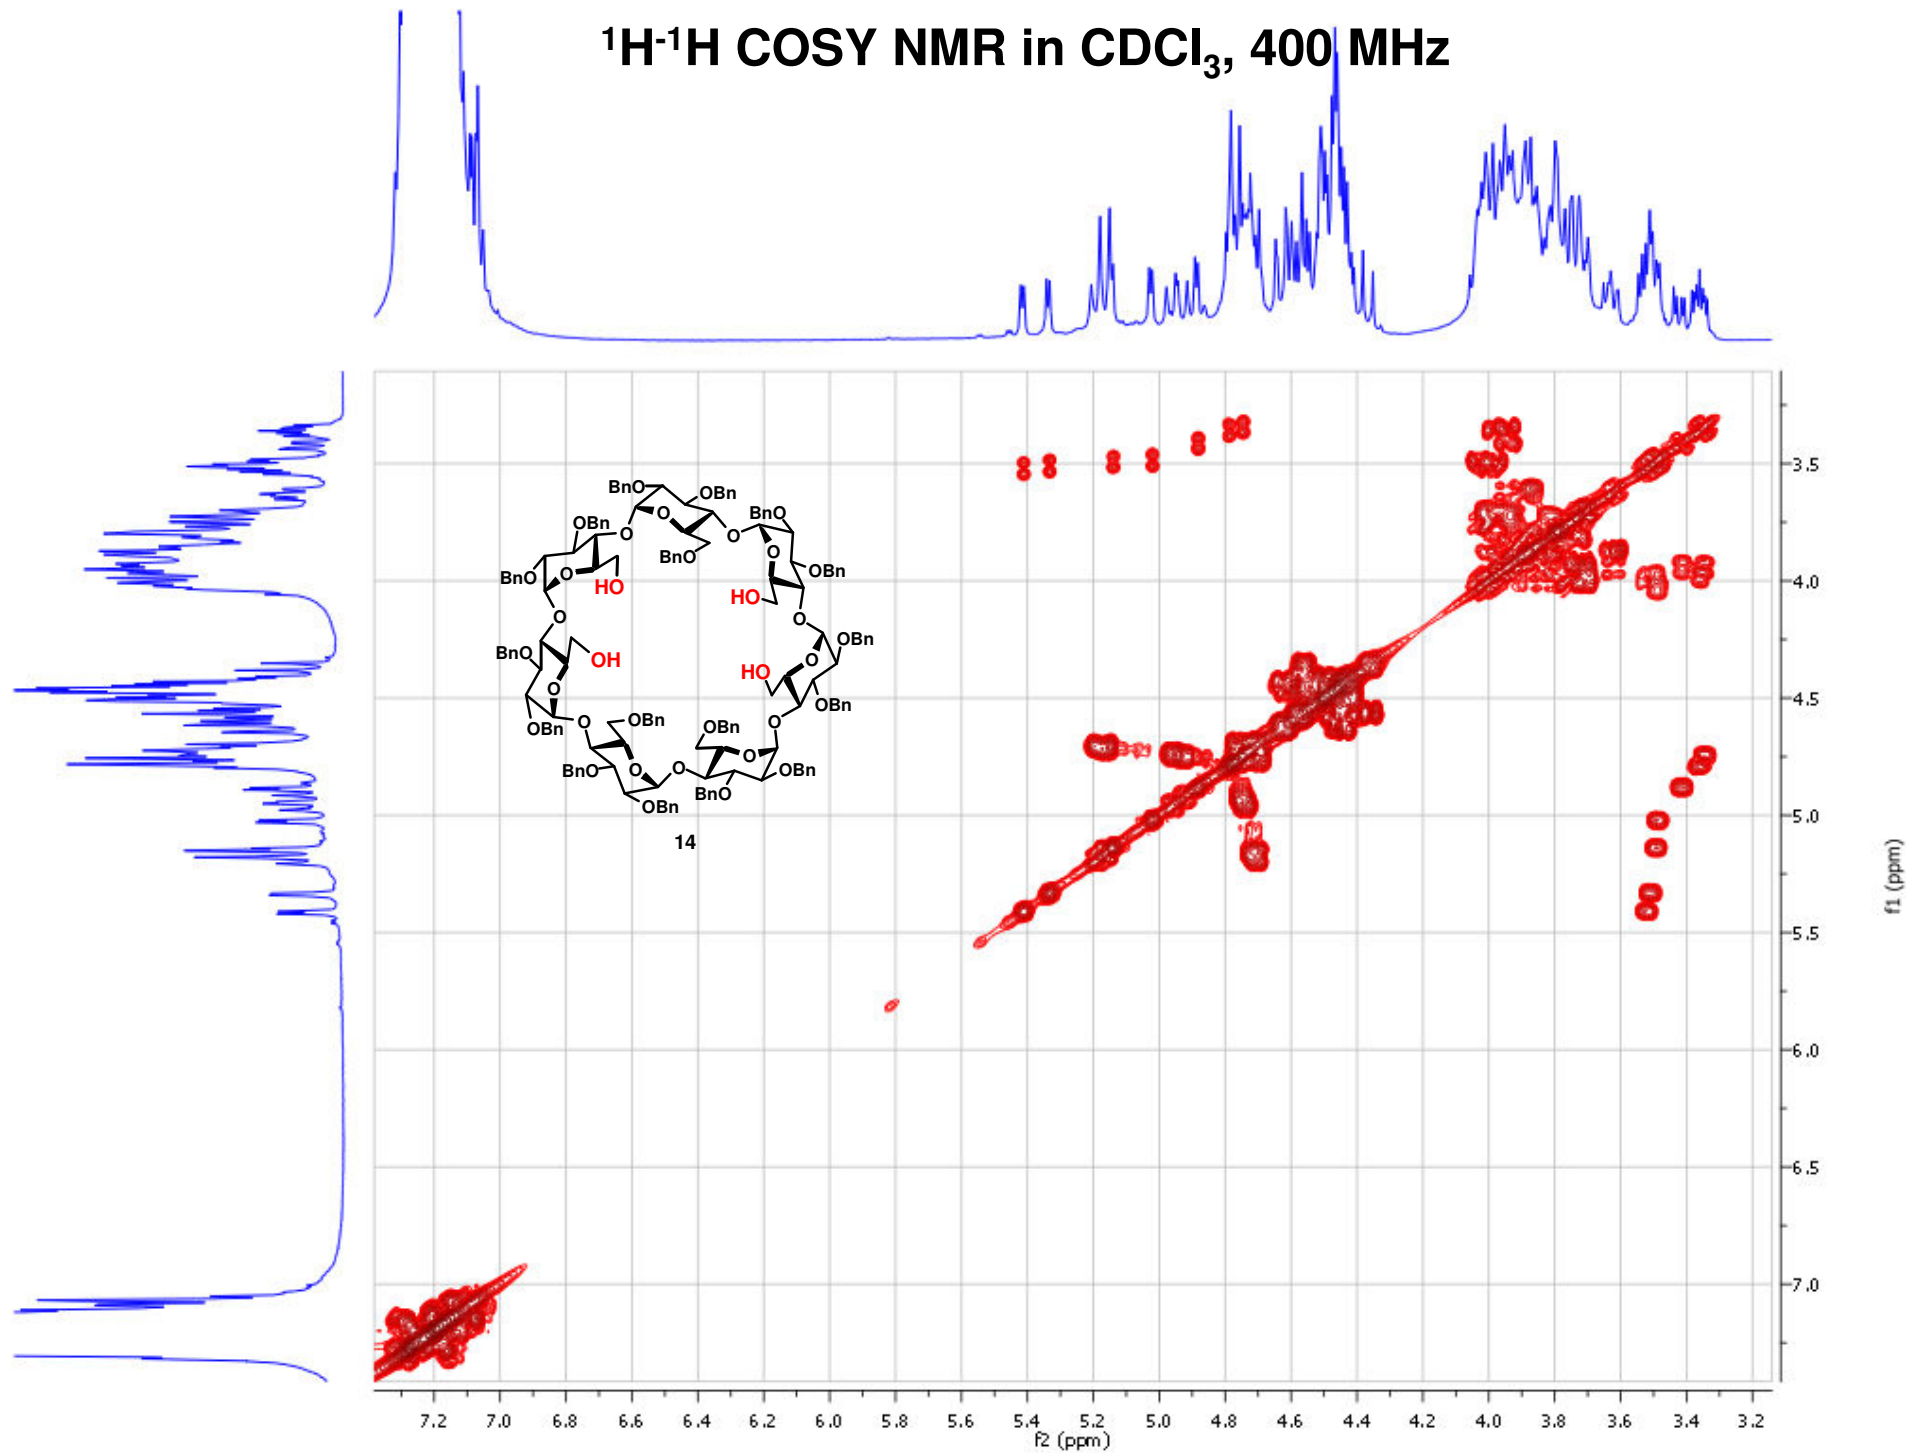 ¹H-¹H COSY NMR in CDCl₃, 400 MHz
BnO
OBn
OBn
BnO
O
O
O
BnO
O
OBn
BnO
O
HO
HO
O
O
OBn
BnO
OH
HO
O
O
OBn
OBn
O
OBn
OBn
O
O
BnO
O
O
O
OBn
BnO
OBn
14
3.5
4.0
4.5
5.0
5.5
6.0
6.5
7.0
f1 (ppm)
7.2 7.0 6.8 6.6 6.4 6.2 6.0 5.8 5.6 5.4 5.2 5.0 4.8 4.6 4.4 4.2 4.0 3.8 3.6 3.4 3.2
f2 (ppm)